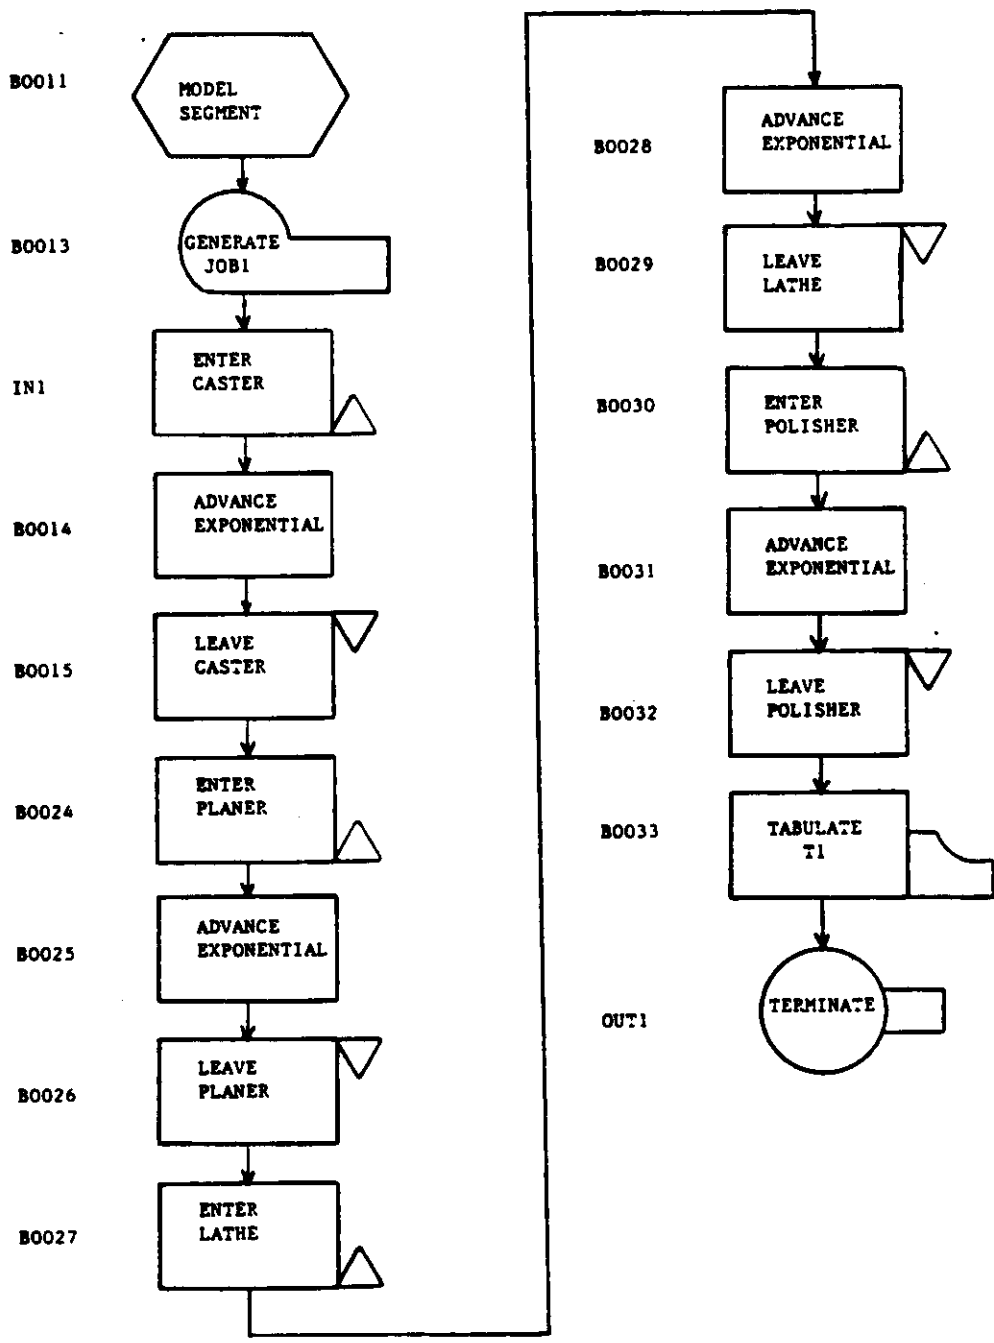 B0011
MODEL
SEGMENT
B0013
GENERATE
JOB1
IN1
ENTER
CASTER
B0014
ADVANCE
EXPONENTIAL
B0015
LEAVE
CASTER
B0024
ENTER
PLANER
B0025
ADVANCE
EXPONENTIAL
B0026
LEAVE
PLANER
B0027
ENTER
LATHE
B0028
ADVANCE
EXPONENTIAL
B0029
LEAVE
LATHE
B0030
ENTER
POLISHER
B0031
ADVANCE
EXPONENTIAL
B0032
LEAVE
POLISHER
B0033
TABULATE
T1
OUT1
TERMINATE